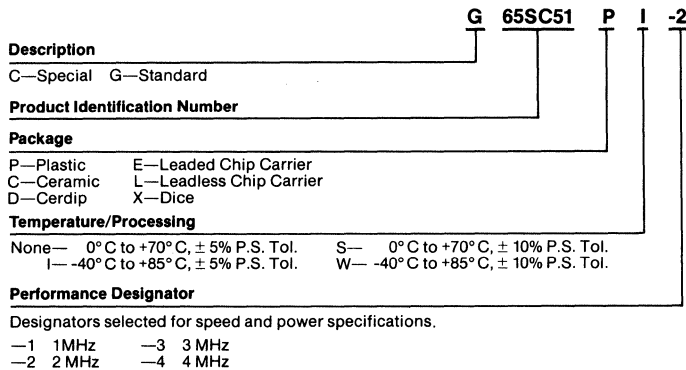 G 65SC51 P I -2
Description
C—Special G—Standard
Product Identification Number
Package
P—Plastic E—Leaded Chip Carrier
C—Ceramic L—Leadless Chip Carrier
D—Cerdip X—Dice
Temperature/Processing
None— 0°C to +70°C, ± 5% P.S. Tol. S— 0°C to +70°C, ± 10% P.S. Tol.
I— -40°C to +85°C, ± 5% P.S. Tol. W— -40°C to +85°C, ± 10% P.S. Tol.
Performance Designator
Designators selected for speed and power specifications.
—1 1MHz —3 3 MHz
—2 2 MHz —4 4 MHz